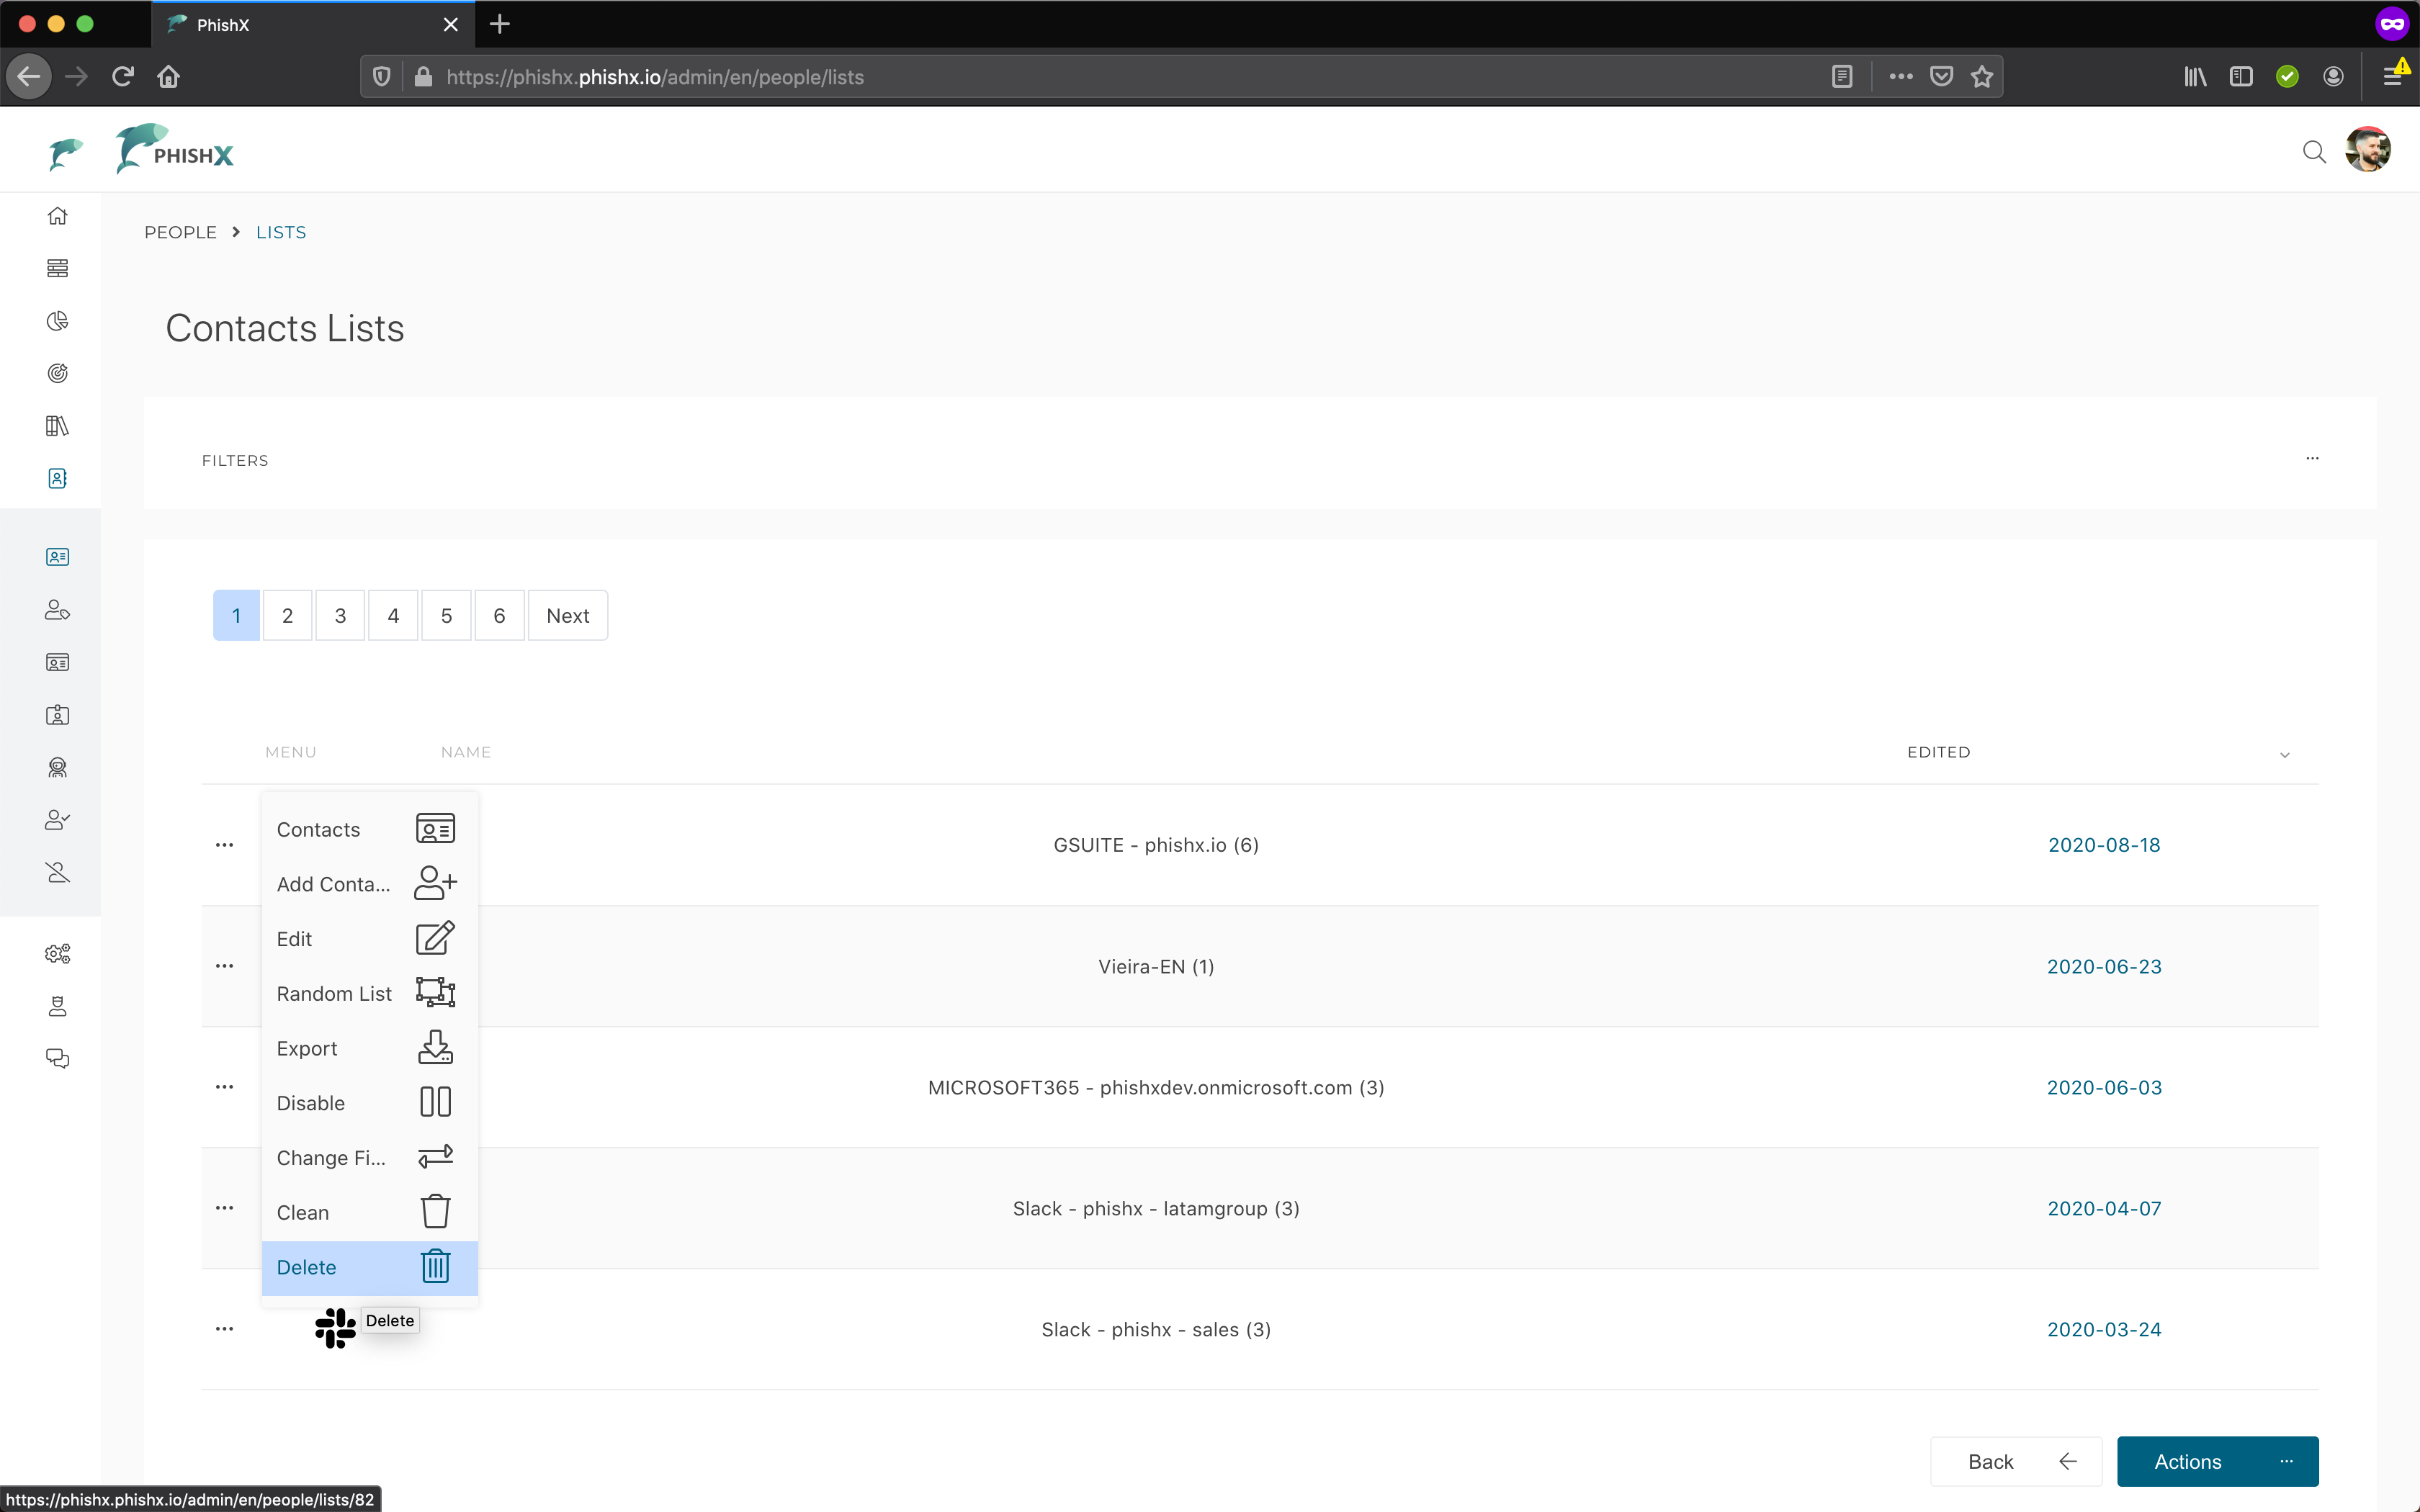 PhishX
https://phishx.phishx.io/admin/en/people/lists
PHISHX
PEOPLE
LISTS
Contacts Lists
FILTERS
...
1 2 3 4 5 6 Next
MENU NAME EDITED
... GSUITE - phishx.io (6) 2020-08-18
... Vieira-EN (1) 2020-06-23
... MICROSOFT365 - phishxdev.onmicrosoft.com (3) 2020-06-03
... Slack - phishx - latamgroup (3) 2020-04-07
... Slack - phishx - sales (3) 2020-03-24
Contacts
Add Conta...
Edit
Random List
Export
Disable
Change Fi...
Clean
Delete
Delete
Back
Actions ...
https://phishx.phishx.io/admin/en/people/lists/82